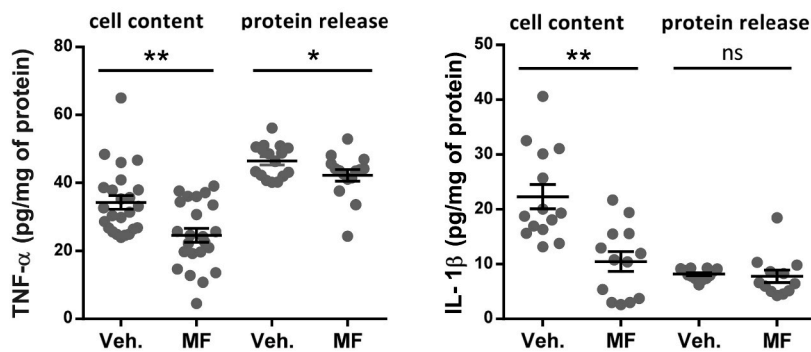 cell content protein release
** *
TNF-α (pg/mg of protein)
80
60
40
20
0
Veh. MF Veh. MF
cell content protein release
** ns
IL- 1β (pg/mg of protein)
50
40
30
20
10
0
Veh. MF Veh. MF